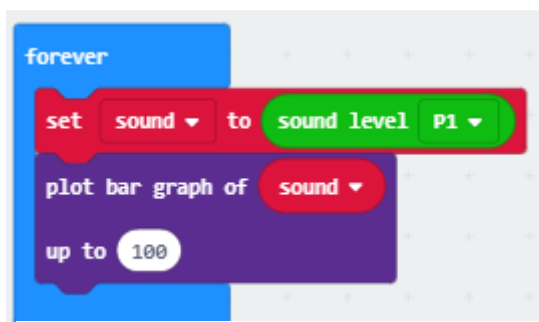 forever
set sound to sound level P1
plot bar graph of sound
up to 100